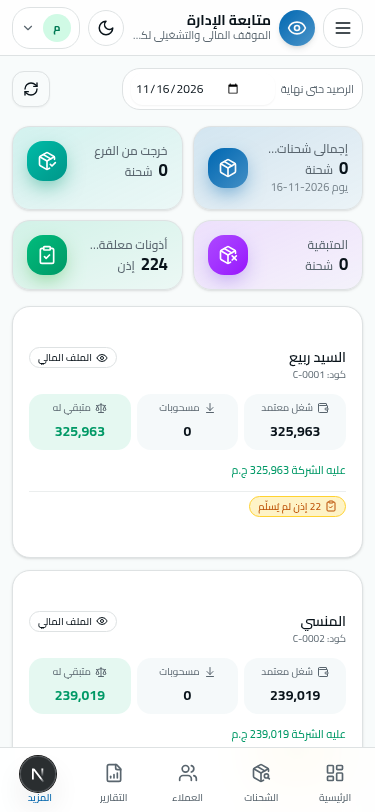 متابعة الإدارة
الموقف المالي والتشغيلي لكـ...
م
الرصيد حتى نهاية
11/16/2026
إجمالي شحنات...
0 شحنة
يوم 2026-11-16
خرجت من الفرع
0 شحنة
المتبقية
0 شحنة
أذونات معلقة...
224 إذن
السيد ربيع
كود: C-0001
الملف المالي
شغل معتمد
325,963
مسحوبات
0
متبقي له
325,963
عليه الشركة 325,963 ج.م
22 إذن لم يُسلّم
المنسي
كود: C-0002
الملف المالي
شغل معتمد
239,019
مسحوبات
0
متبقي له
239,019
عليه الشركة 239,019 ج.م
الرئيسية
الشحنات
العملاء
التقارير
المزيد
N